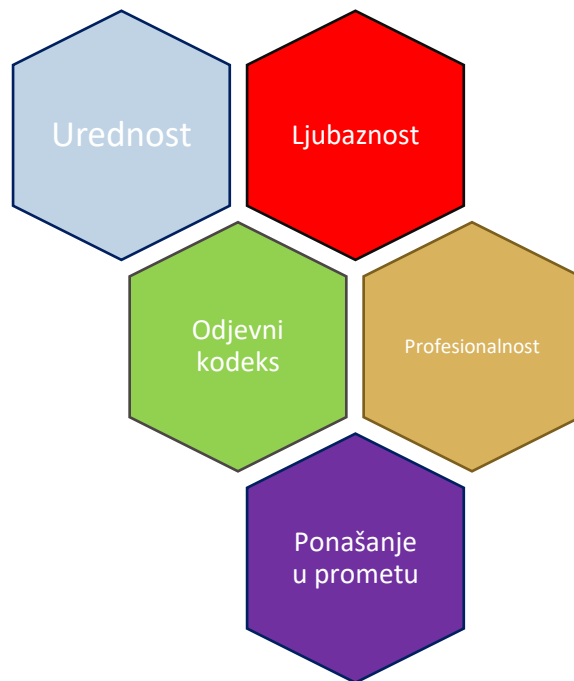 Urednost
Ljubaznost
Odjevni
kodeks
Profesionalnost
Ponašanje
u prometu